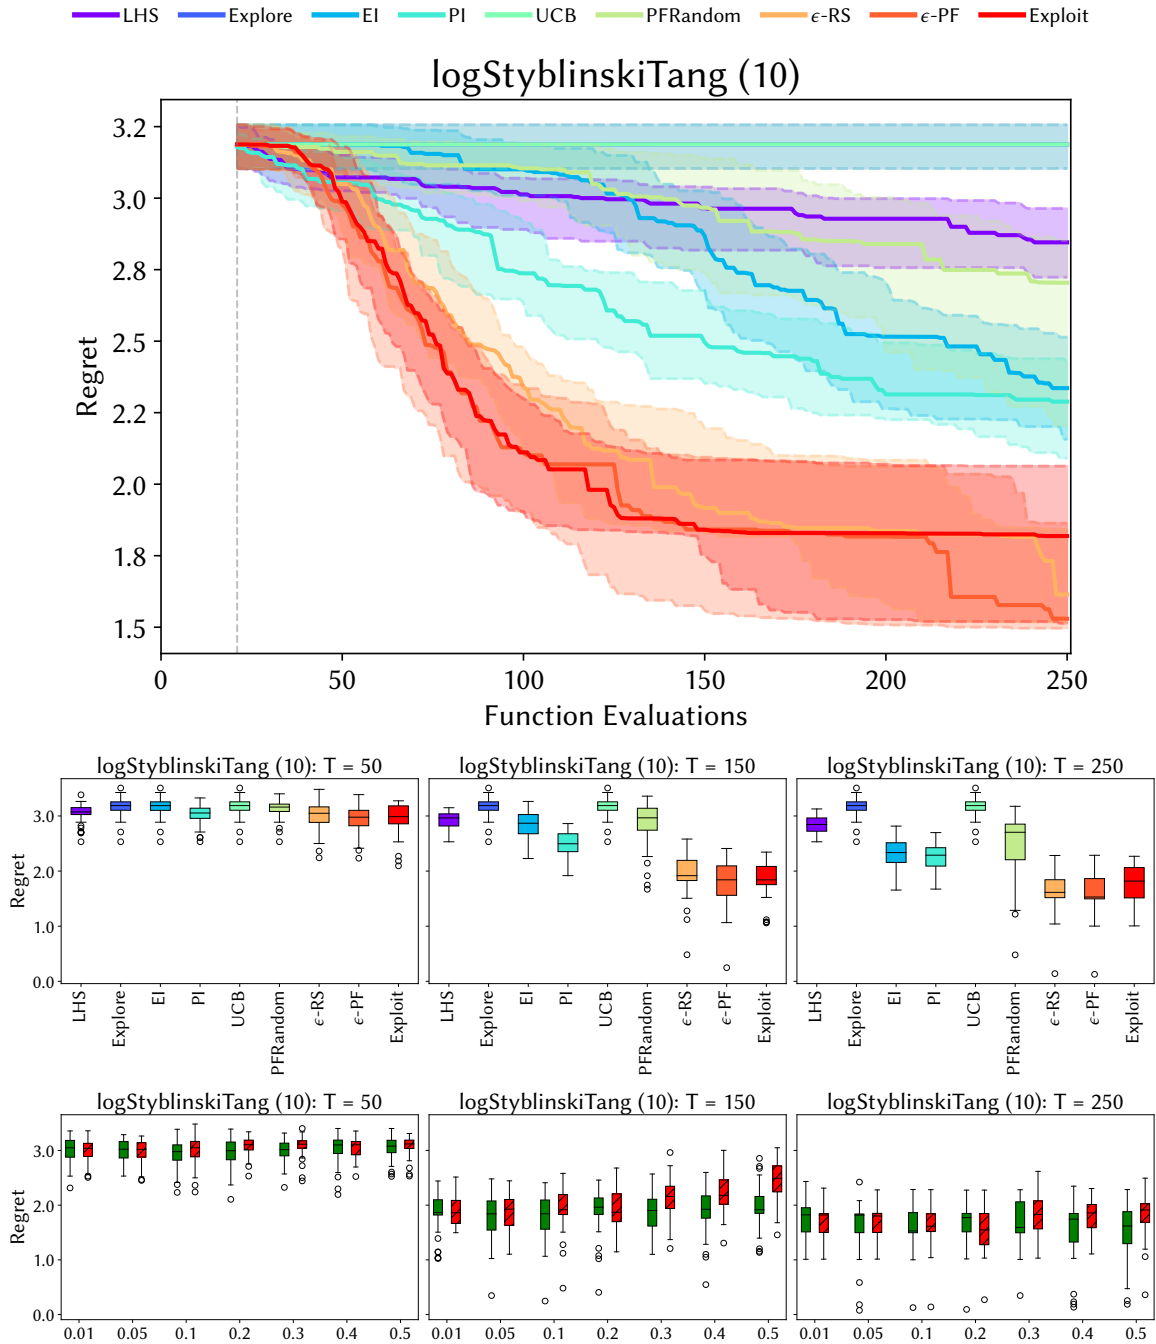 LHS Explore EI PI UCB PFRandom ϵ-RS ϵ-PF Exploit
logStyblinskiTang (10)
3.2
3.0
2.8
2.5
2.2
2.0
1.8
1.5
Regret
0 50 100 150 200 250
Function Evaluations
logStyblinskiTang (10): T = 50 logStyblinskiTang (10): T = 150 logStyblinskiTang (10): T = 250
3.0
2.0
1.0
0.0
Regret
LHS Explore EI PI UCB PFRandom ϵ-RS ϵ-PF Exploit LHS Explore EI PI UCB PFRandom ϵ-RS ϵ-PF Exploit LHS Explore EI PI UCB PFRandom ϵ-RS ϵ-PF Exploit
logStyblinskiTang (10): T = 50 logStyblinskiTang (10): T = 150 logStyblinskiTang (10): T = 250
3.0
2.0
1.0
0.0
Regret
0.01 0.05 0.1 0.2 0.3 0.4 0.5 0.01 0.05 0.1 0.2 0.3 0.4 0.5 0.01 0.05 0.1 0.2 0.3 0.4 0.5